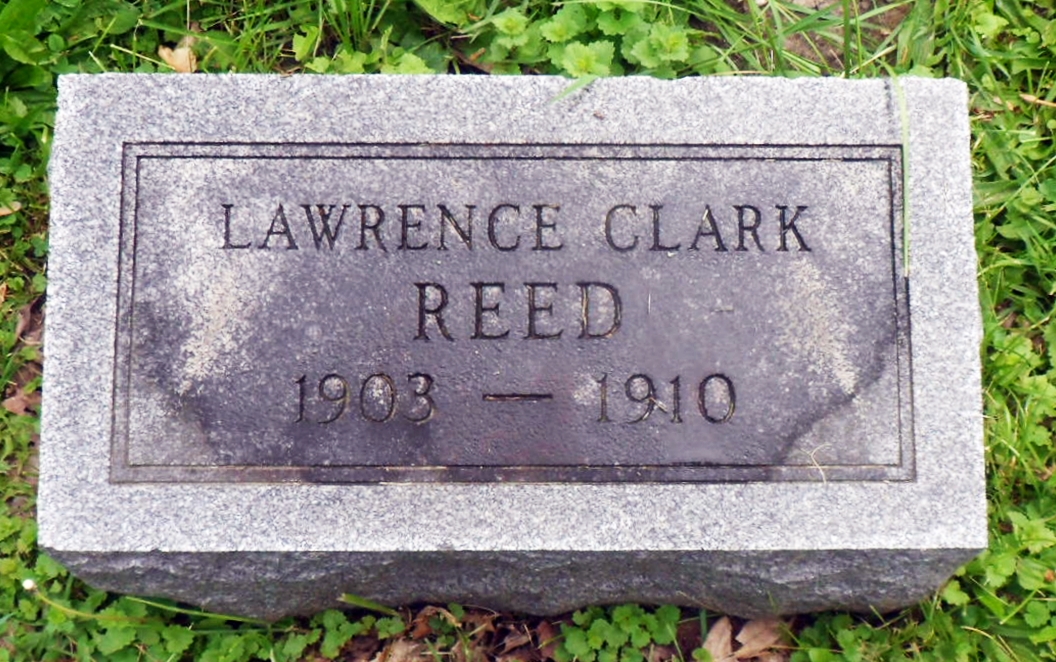 LAWRENCE CLARK
REED
1903 — 1910